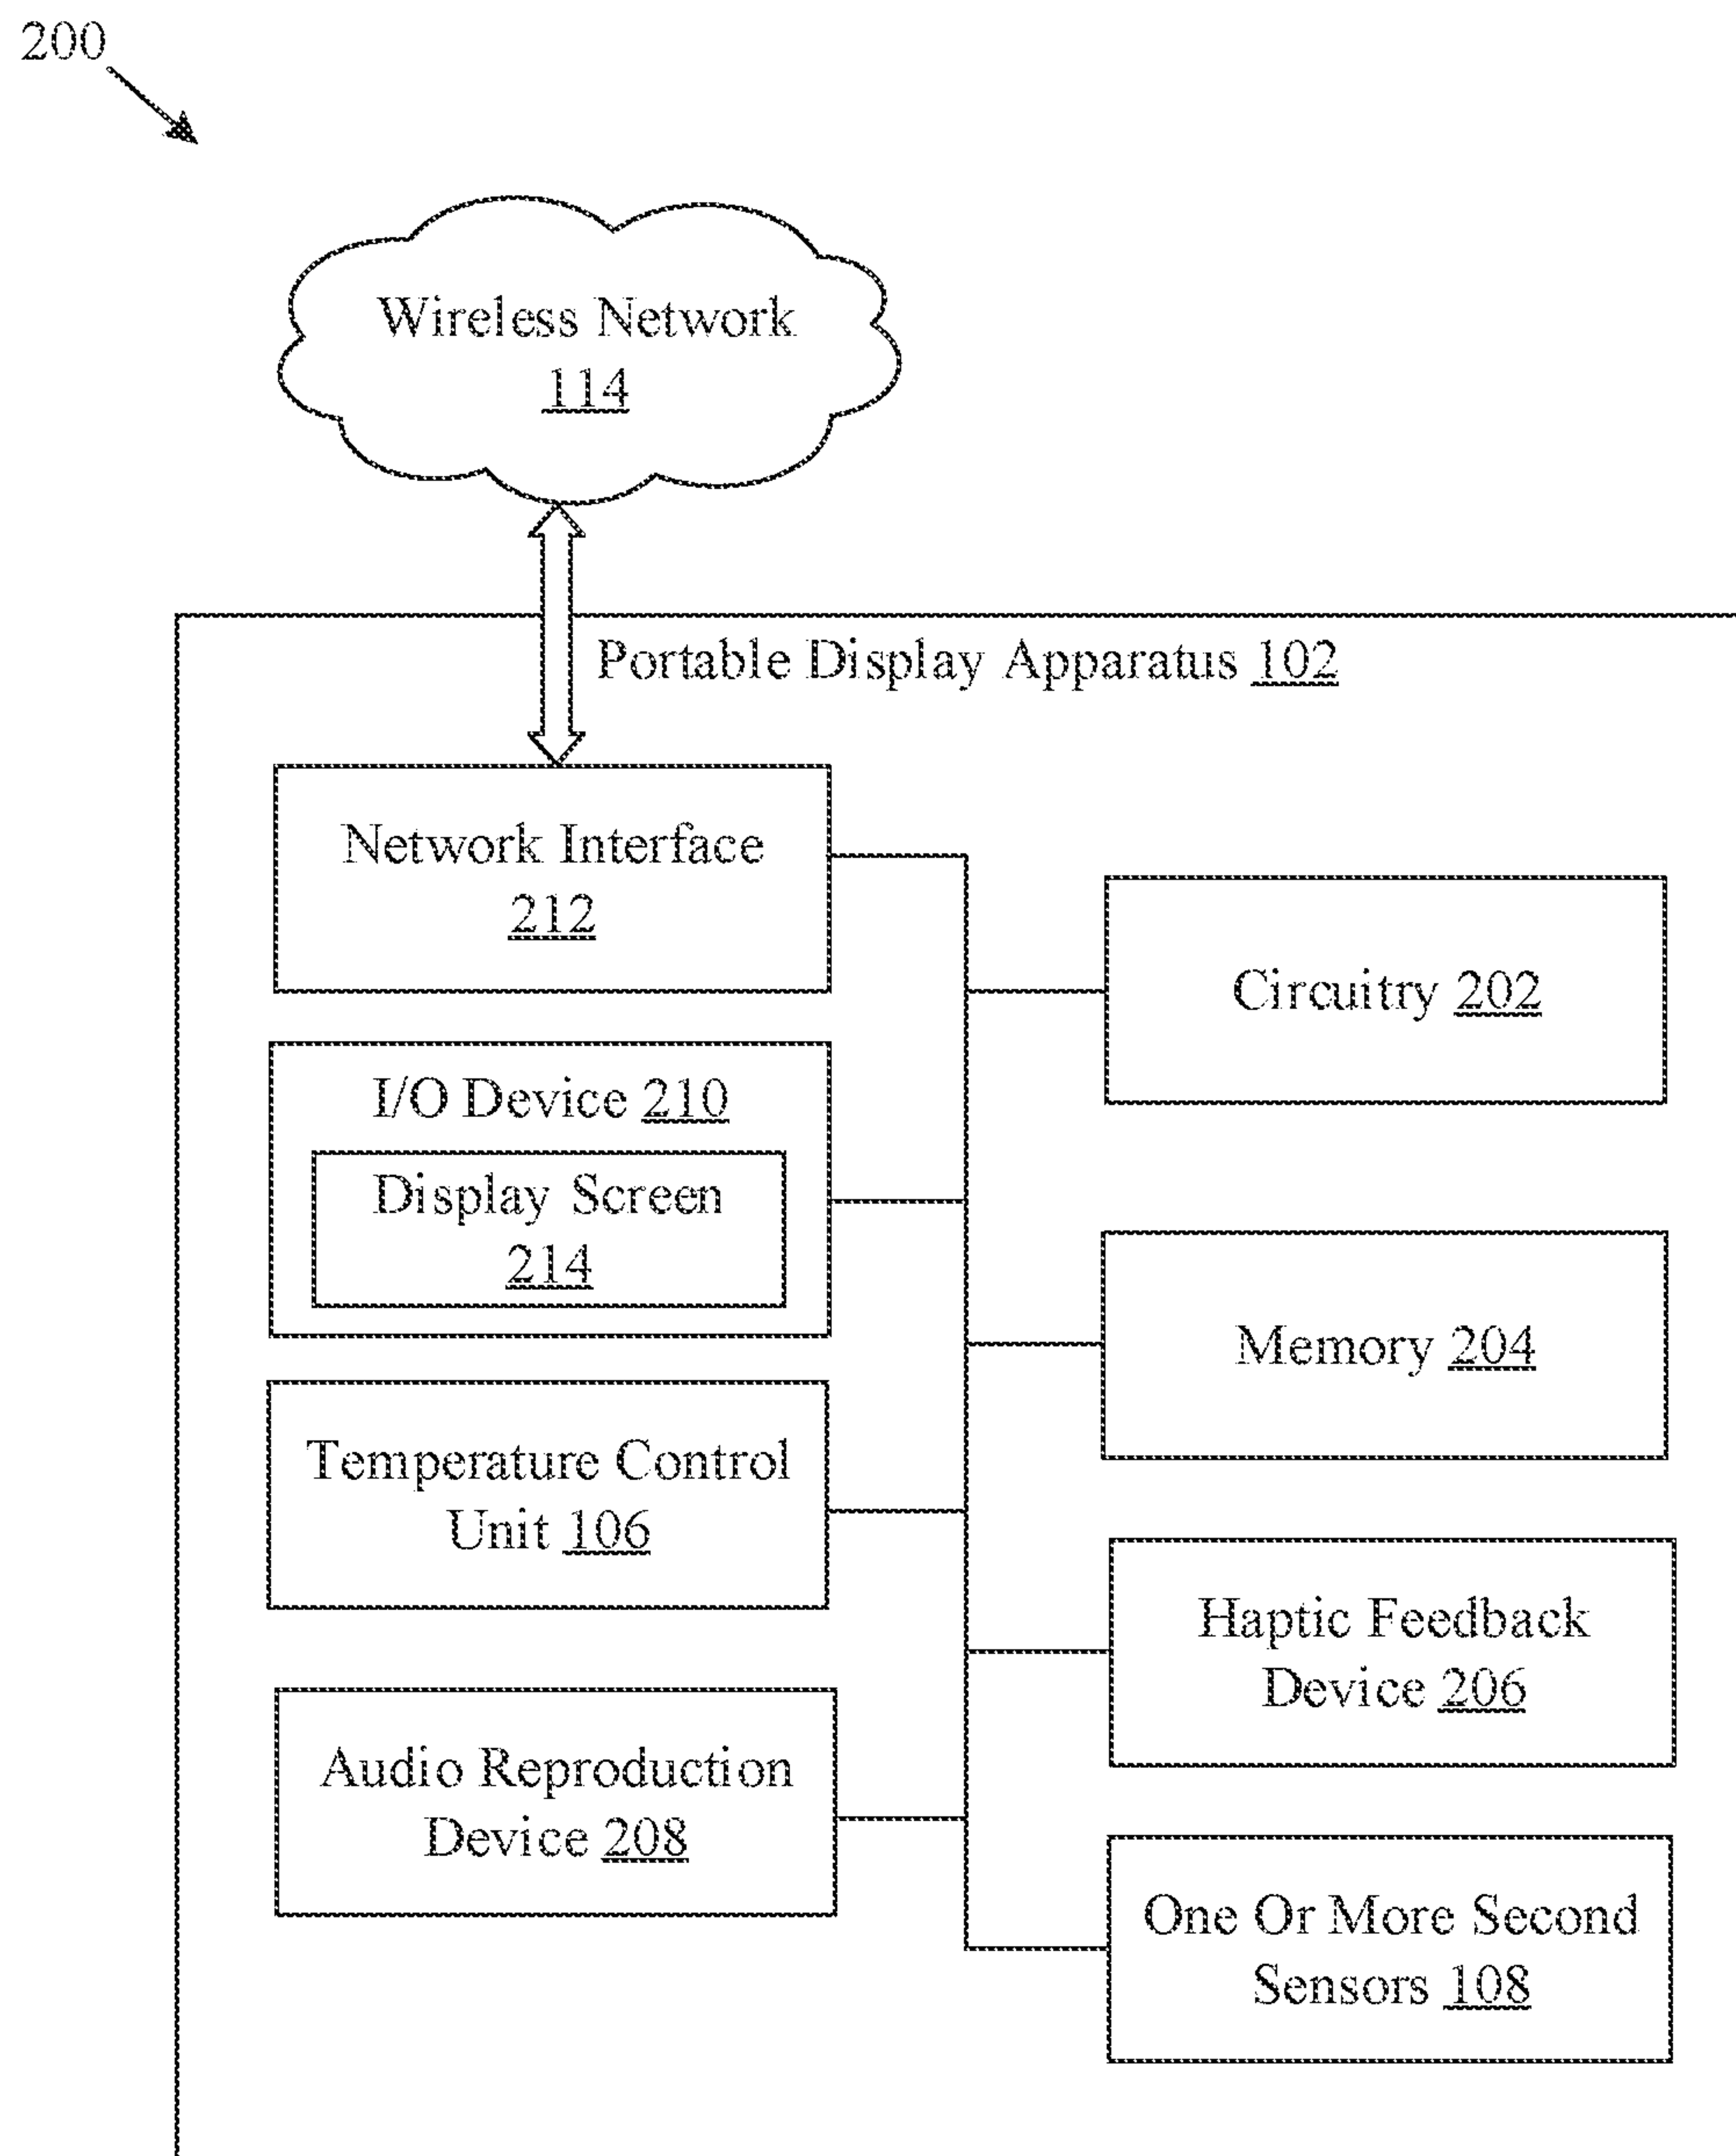 200
Wireless Network
114
Portable Display Apparatus 102
Network Interface
212
Circuitry 202
I/O Device 210
Display Screen
214
Memory 204
Temperature Control
Unit 106
Haptic Feedback
Device 206
Audio Reproduction
Device 208
One Or More Second
Sensors 108